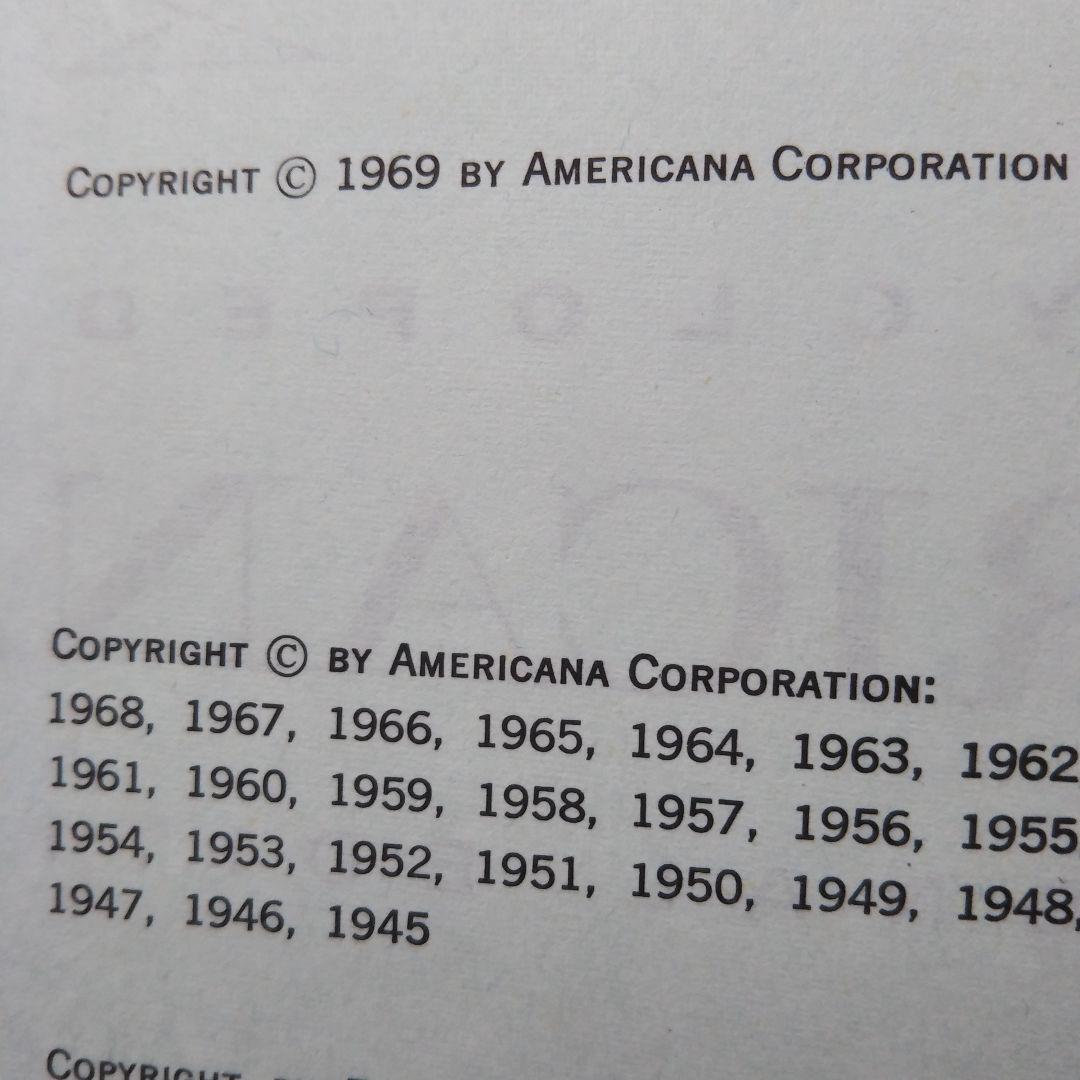 Copyright © 1969 by Americana Corporation
Copyright © by Americana Corporation:
1968, 1967, 1966, 1965, 1964, 1963, 1962
1961, 1960, 1959, 1958, 1957, 1956, 1955
1954, 1953, 1952, 1951, 1950, 1949, 1948,
1947, 1946, 1945
Copyright